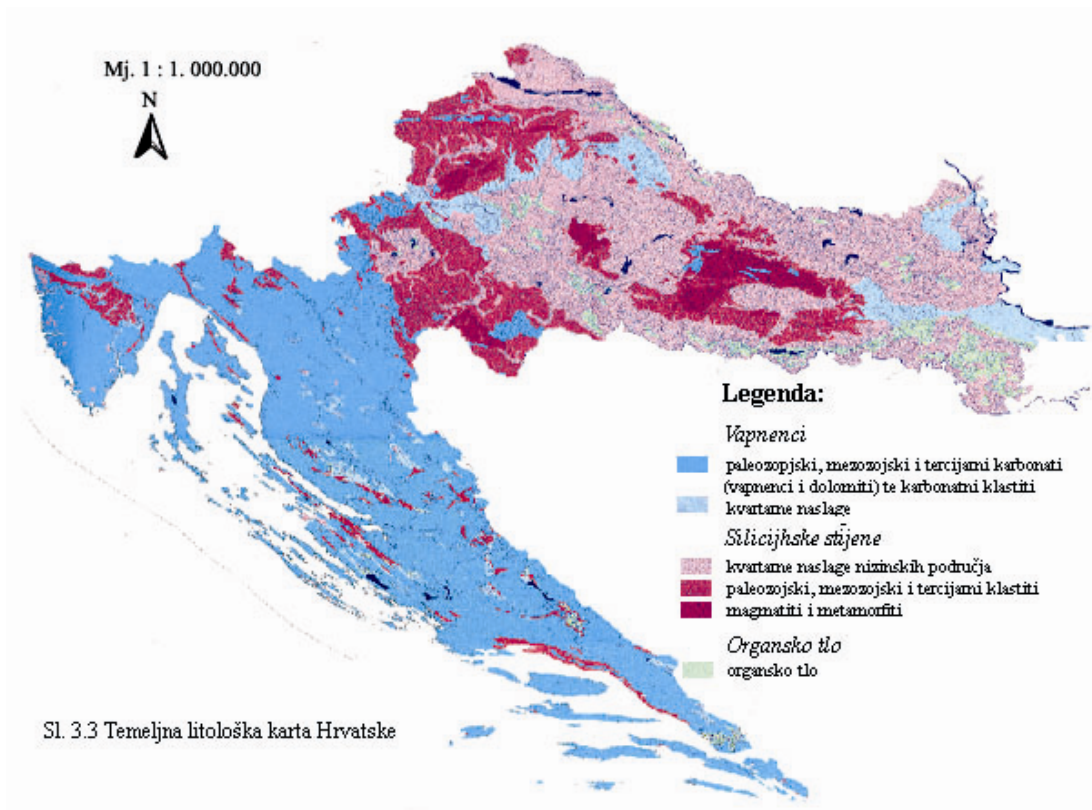 Mj. 1 : 1. 000.000
N
Legenda:
Vapnenci
paleozopjski, mezozojski i tercijarni karbonati
(vapnenci i dolomiti) te karbonatni klastiti
kvartarne naslage
Silicijhske stijene
kvartarne naslage nizinskih područja
paleozojski, mezozojski i tercijarni klastiti
magmatiti i metamorfiti
Organsko tlo
organsko tlo
Sl. 3.3 Temeljna litološka karta Hrvatske